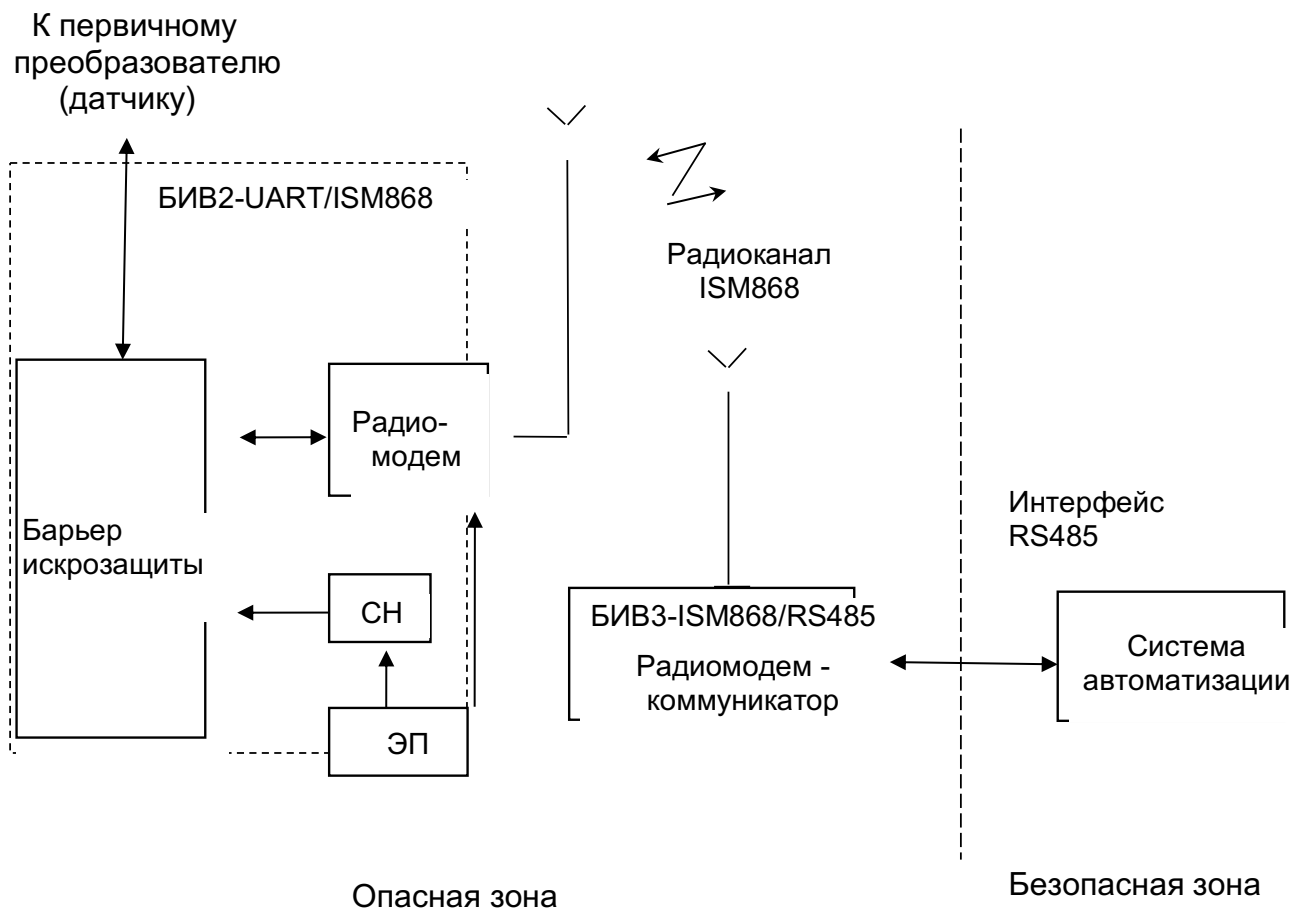 К первичному
преобразователю
(датчику)
БИВ2-UART/ISM868
Радиоканал
ISM868
Радио-
модем
Барьер
искрозащиты
СН
ЭП
БИВ3-ISM868/RS485
Радиомодем -
коммуникатор
Интерфейс
RS485
Система
автоматизации
Опасная зона
Безопасная зона